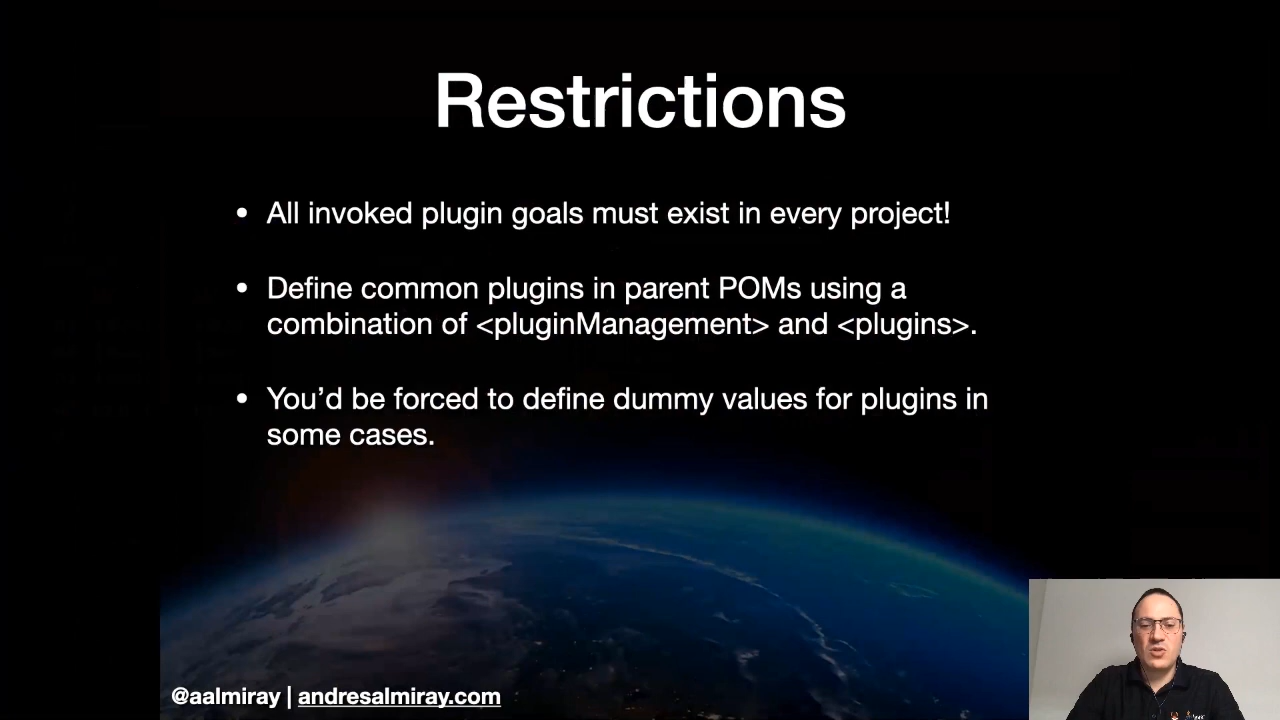 Restrictions
• All invoked plugin goals must exist in every project!
• Define common plugins in parent POMs using a
combination of <pluginManagement> and <plugins>.
• You’d be forced to define dummy values for plugins in
some cases.
@aalmiray | andresalmiray.com